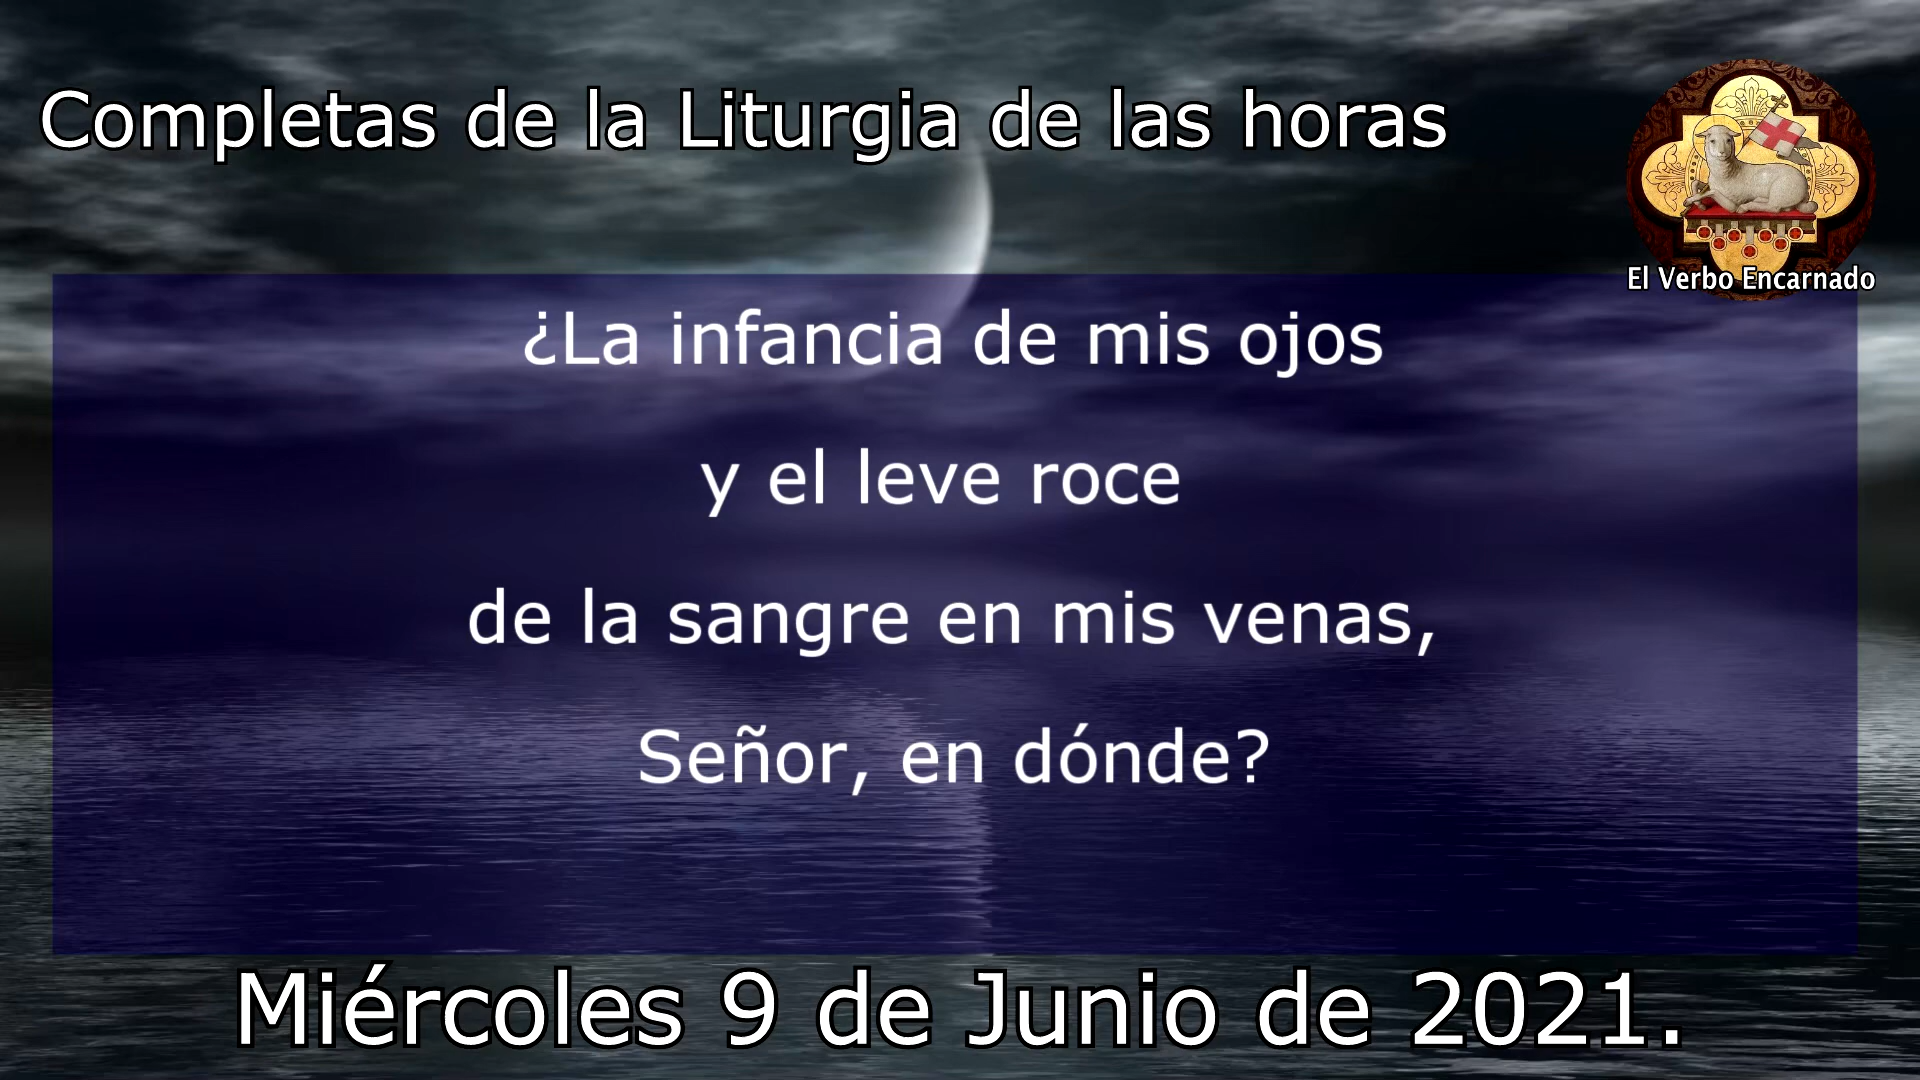 Completas de la Liturgia de las horas
El Verbo Encarnado
¿La infancia de mis ojos
y el leve roce
de la sangre en mis venas,
Señor, en dónde?
Miércoles 9 de Junio de 2021.